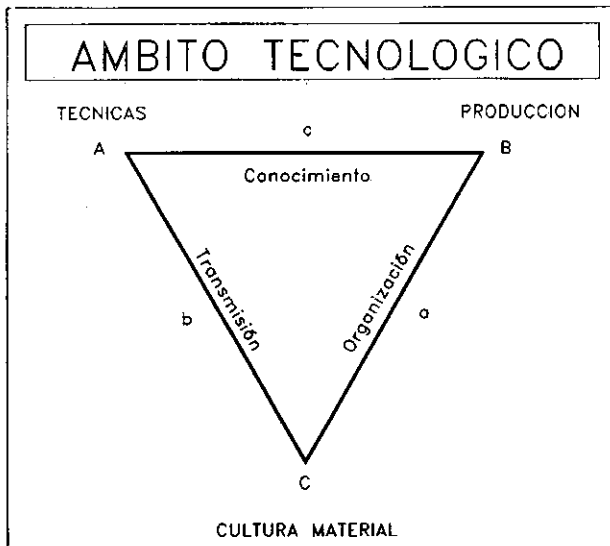 AMBITO TECNOLOGICO
TECNICAS PRODUCCION
c
A B
Conocimiento
Transmisión Organización
b a
C
CULTURA MATERIAL